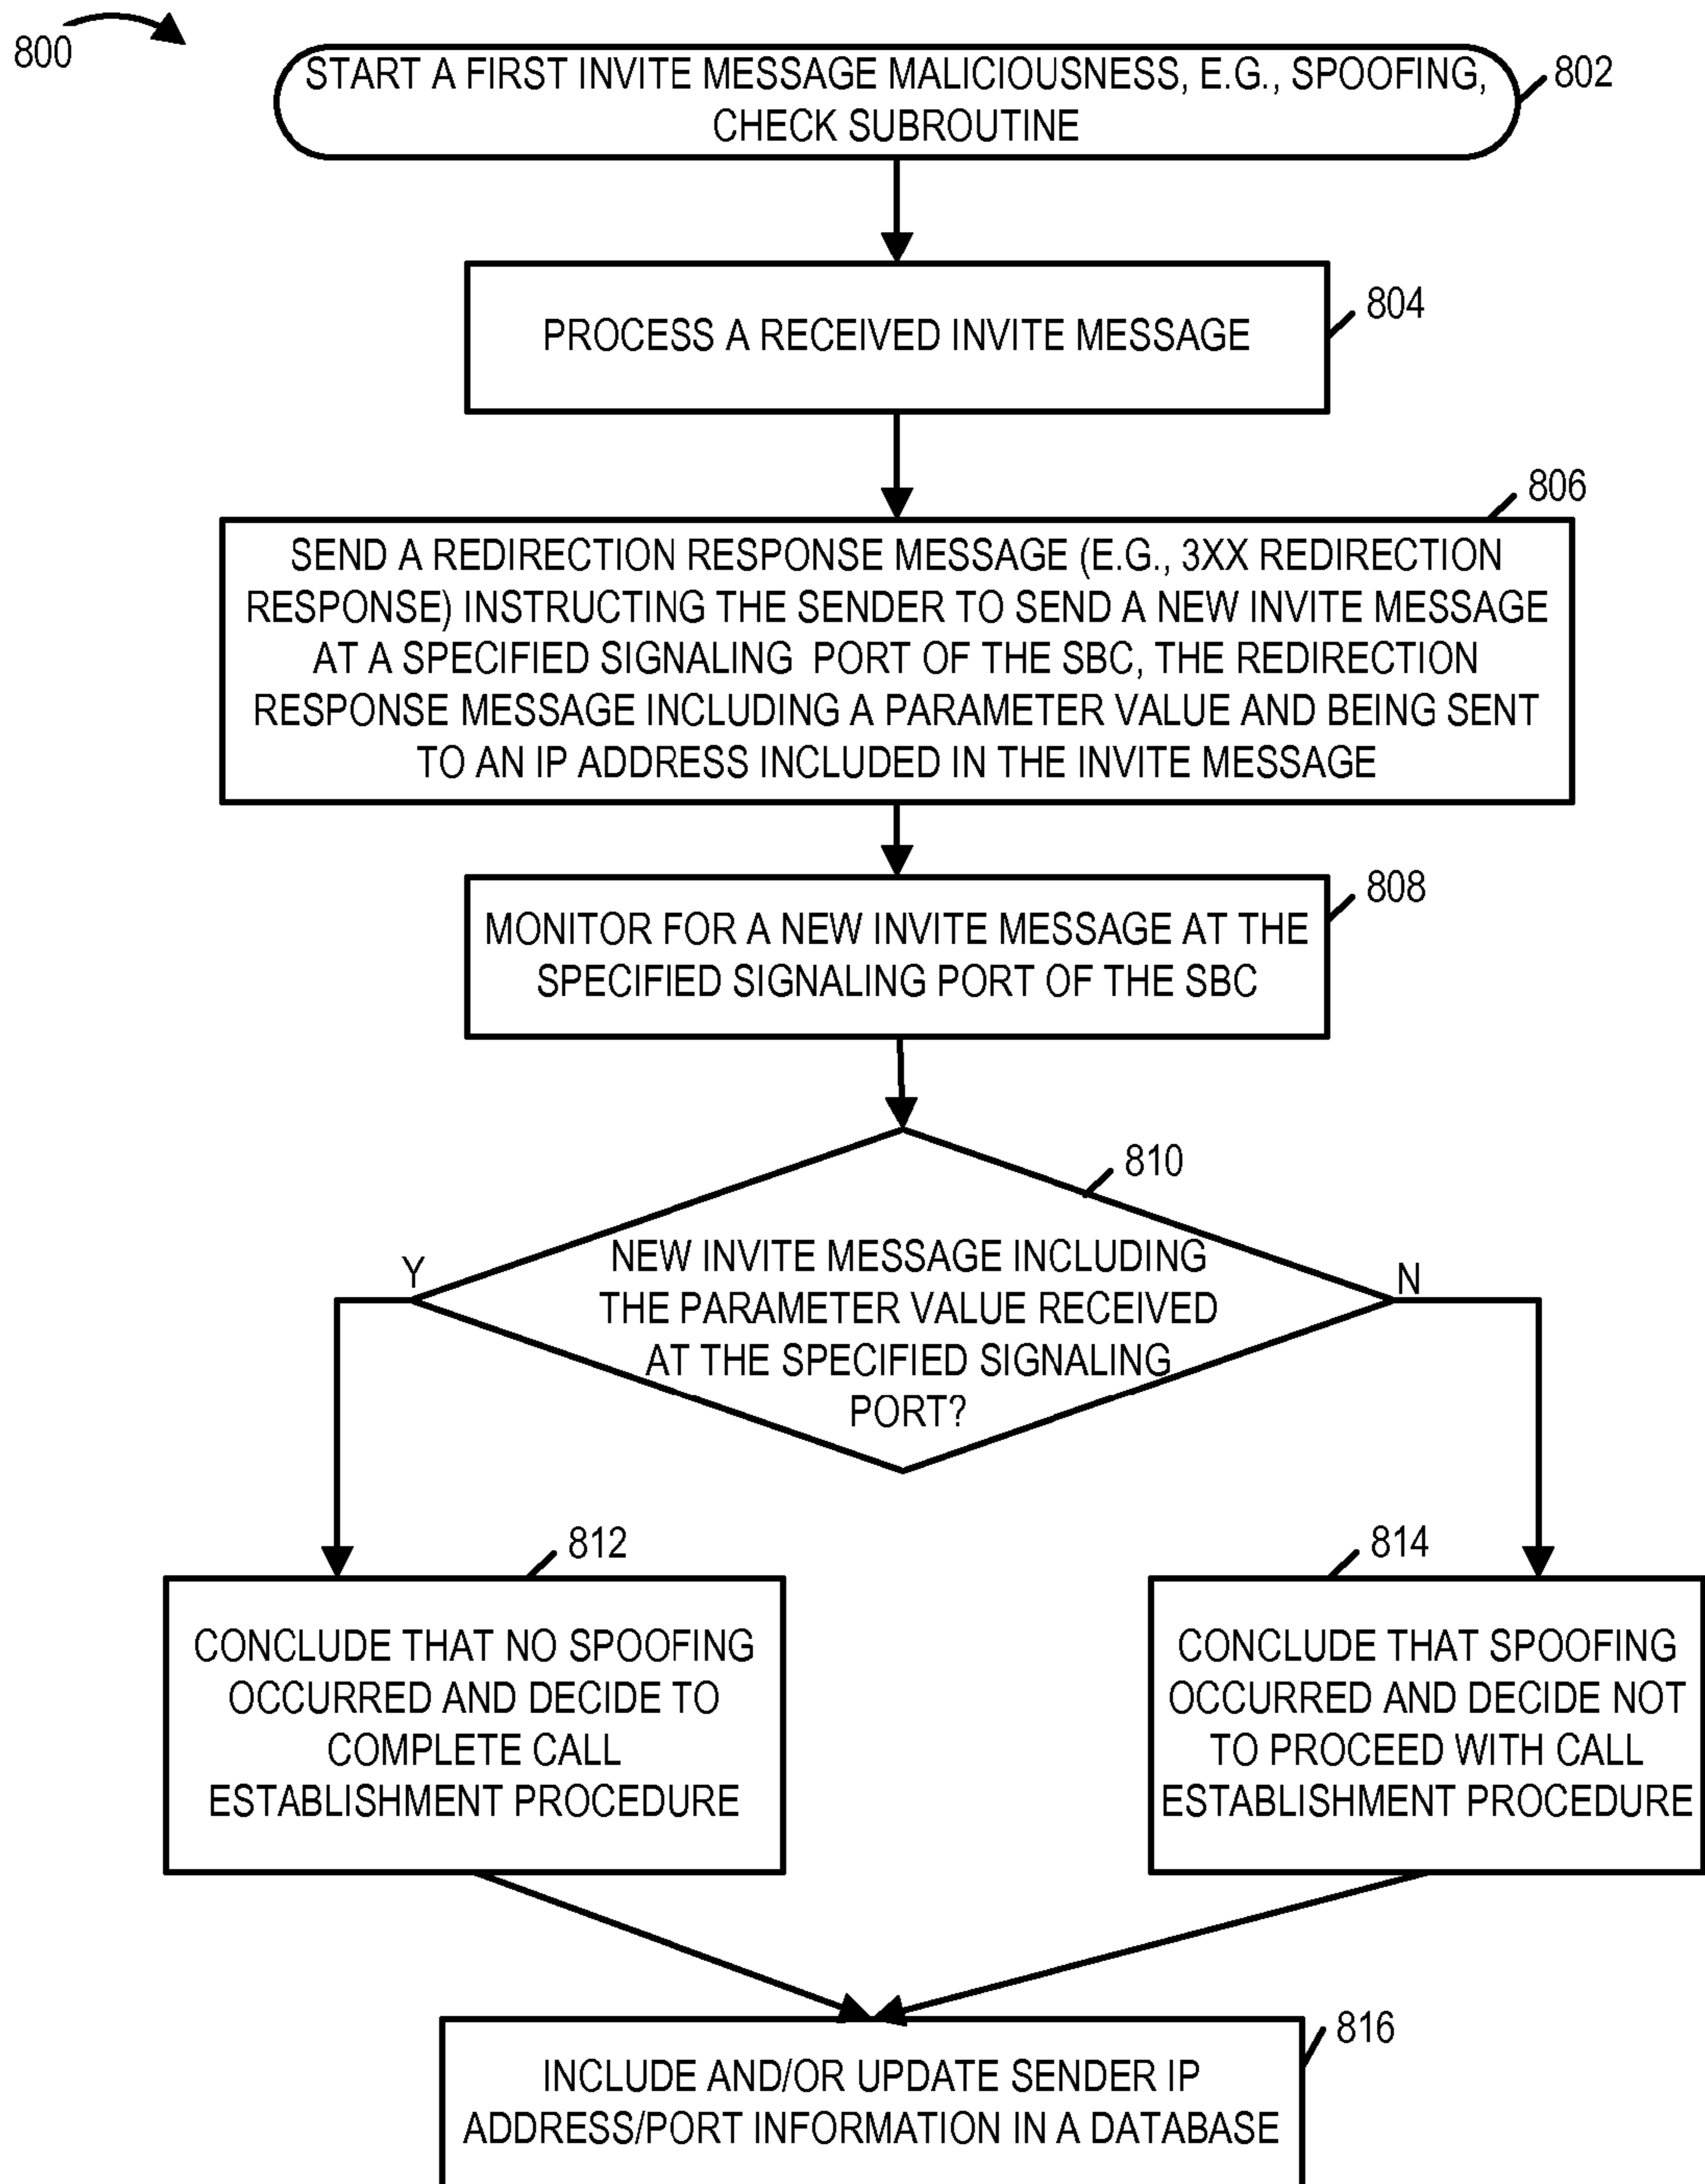 800
START A FIRST INVITE MESSAGE MALICIOUSNESS, E.G., SPOOFING,
CHECK SUBROUTINE
802
PROCESS A RECEIVED INVITE MESSAGE
804
806
SEND A REDIRECTION RESPONSE MESSAGE (E.G., 3XX REDIRECTION
RESPONSE) INSTRUCTING THE SENDER TO SEND A NEW INVITE MESSAGE
AT A SPECIFIED SIGNALING PORT OF THE SBC, THE REDIRECTION
RESPONSE MESSAGE INCLUDING A PARAMETER VALUE AND BEING SENT
TO AN IP ADDRESS INCLUDED IN THE INVITE MESSAGE
808
MONITOR FOR A NEW INVITE MESSAGE AT THE
SPECIFIED SIGNALING PORT OF THE SBC
810
Y
N
NEW INVITE MESSAGE INCLUDING
THE PARAMETER VALUE RECEIVED
AT THE SPECIFIED SIGNALING
PORT?
812
CONCLUDE THAT NO SPOOFING
OCCURRED AND DECIDE TO
COMPLETE CALL
ESTABLISHMENT PROCEDURE
814
CONCLUDE THAT SPOOFING
OCCURRED AND DECIDE NOT
TO PROCEED WITH CALL
ESTABLISHMENT PROCEDURE
816
INCLUDE AND/OR UPDATE SENDER IP
ADDRESS/PORT INFORMATION IN A DATABASE